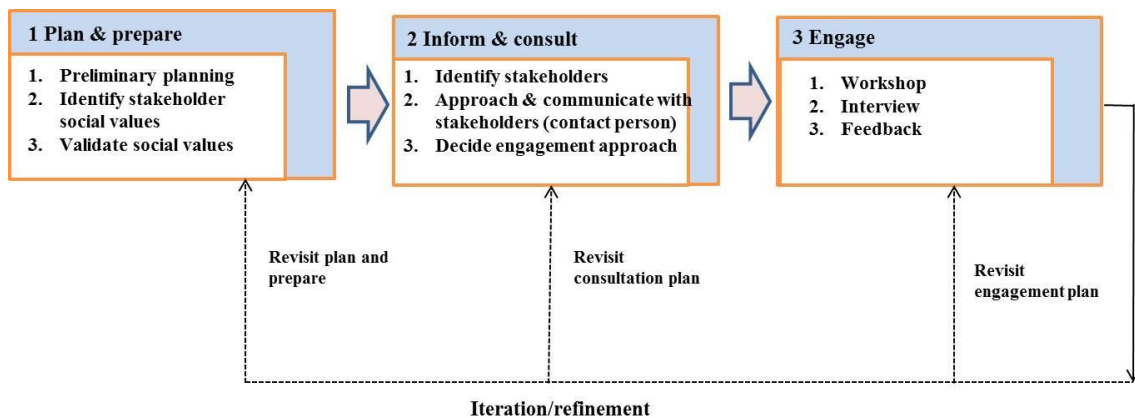 1 Plan & prepare
1. Preliminary planning
2. Identify stakeholder
social values
3. Validate social values
2 Inform & consult
1. Identify stakeholders
2. Approach & communicate with
stakeholders (contact person)
3. Decide engagement approach
3 Engage
1. Workshop
2. Interview
3. Feedback
Revisit plan and
prepare
Revisit
consultation plan
Revisit
engagement plan
Iteration/refinement